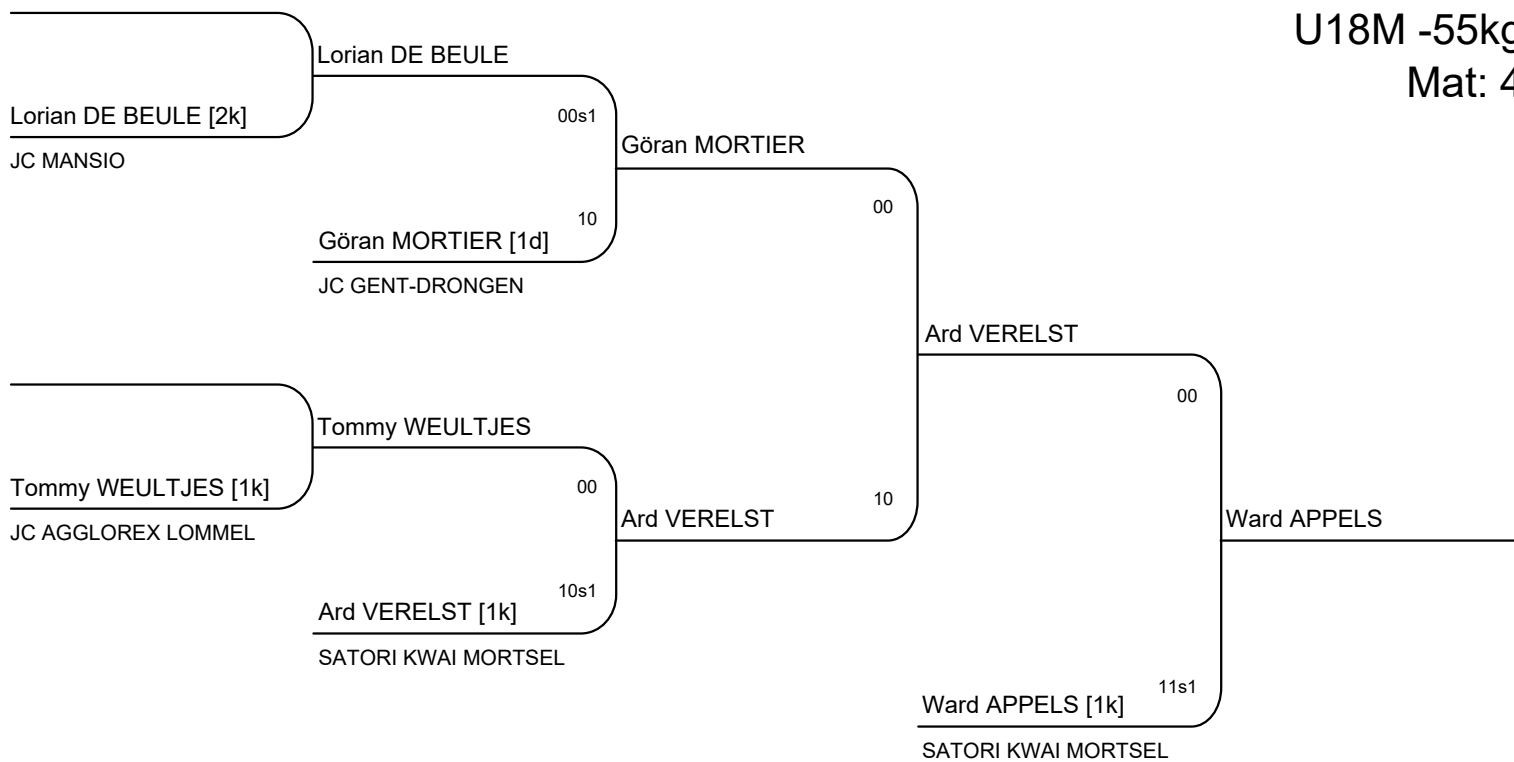 U18M -55kg
Mat: 4
Lorian DE BEULE
Lorian DE BEULE [2k]
JC MANSIO
00s1
Göran MORTIER
10
Göran MORTIER [1d]
JC GENT-DRONGEN
00
Ard VERELST
00
Tommy WEULTJES
Tommy WEULTJES [1k]
JC AGGLOREX LOMMEL
00
Ard VERELST
10
Ward APPELS
10s1
Ard VERELST [1k]
SATORI KWAI MORTSEL
11s1
Ward APPELS [1k]
SATORI KWAI MORTSEL